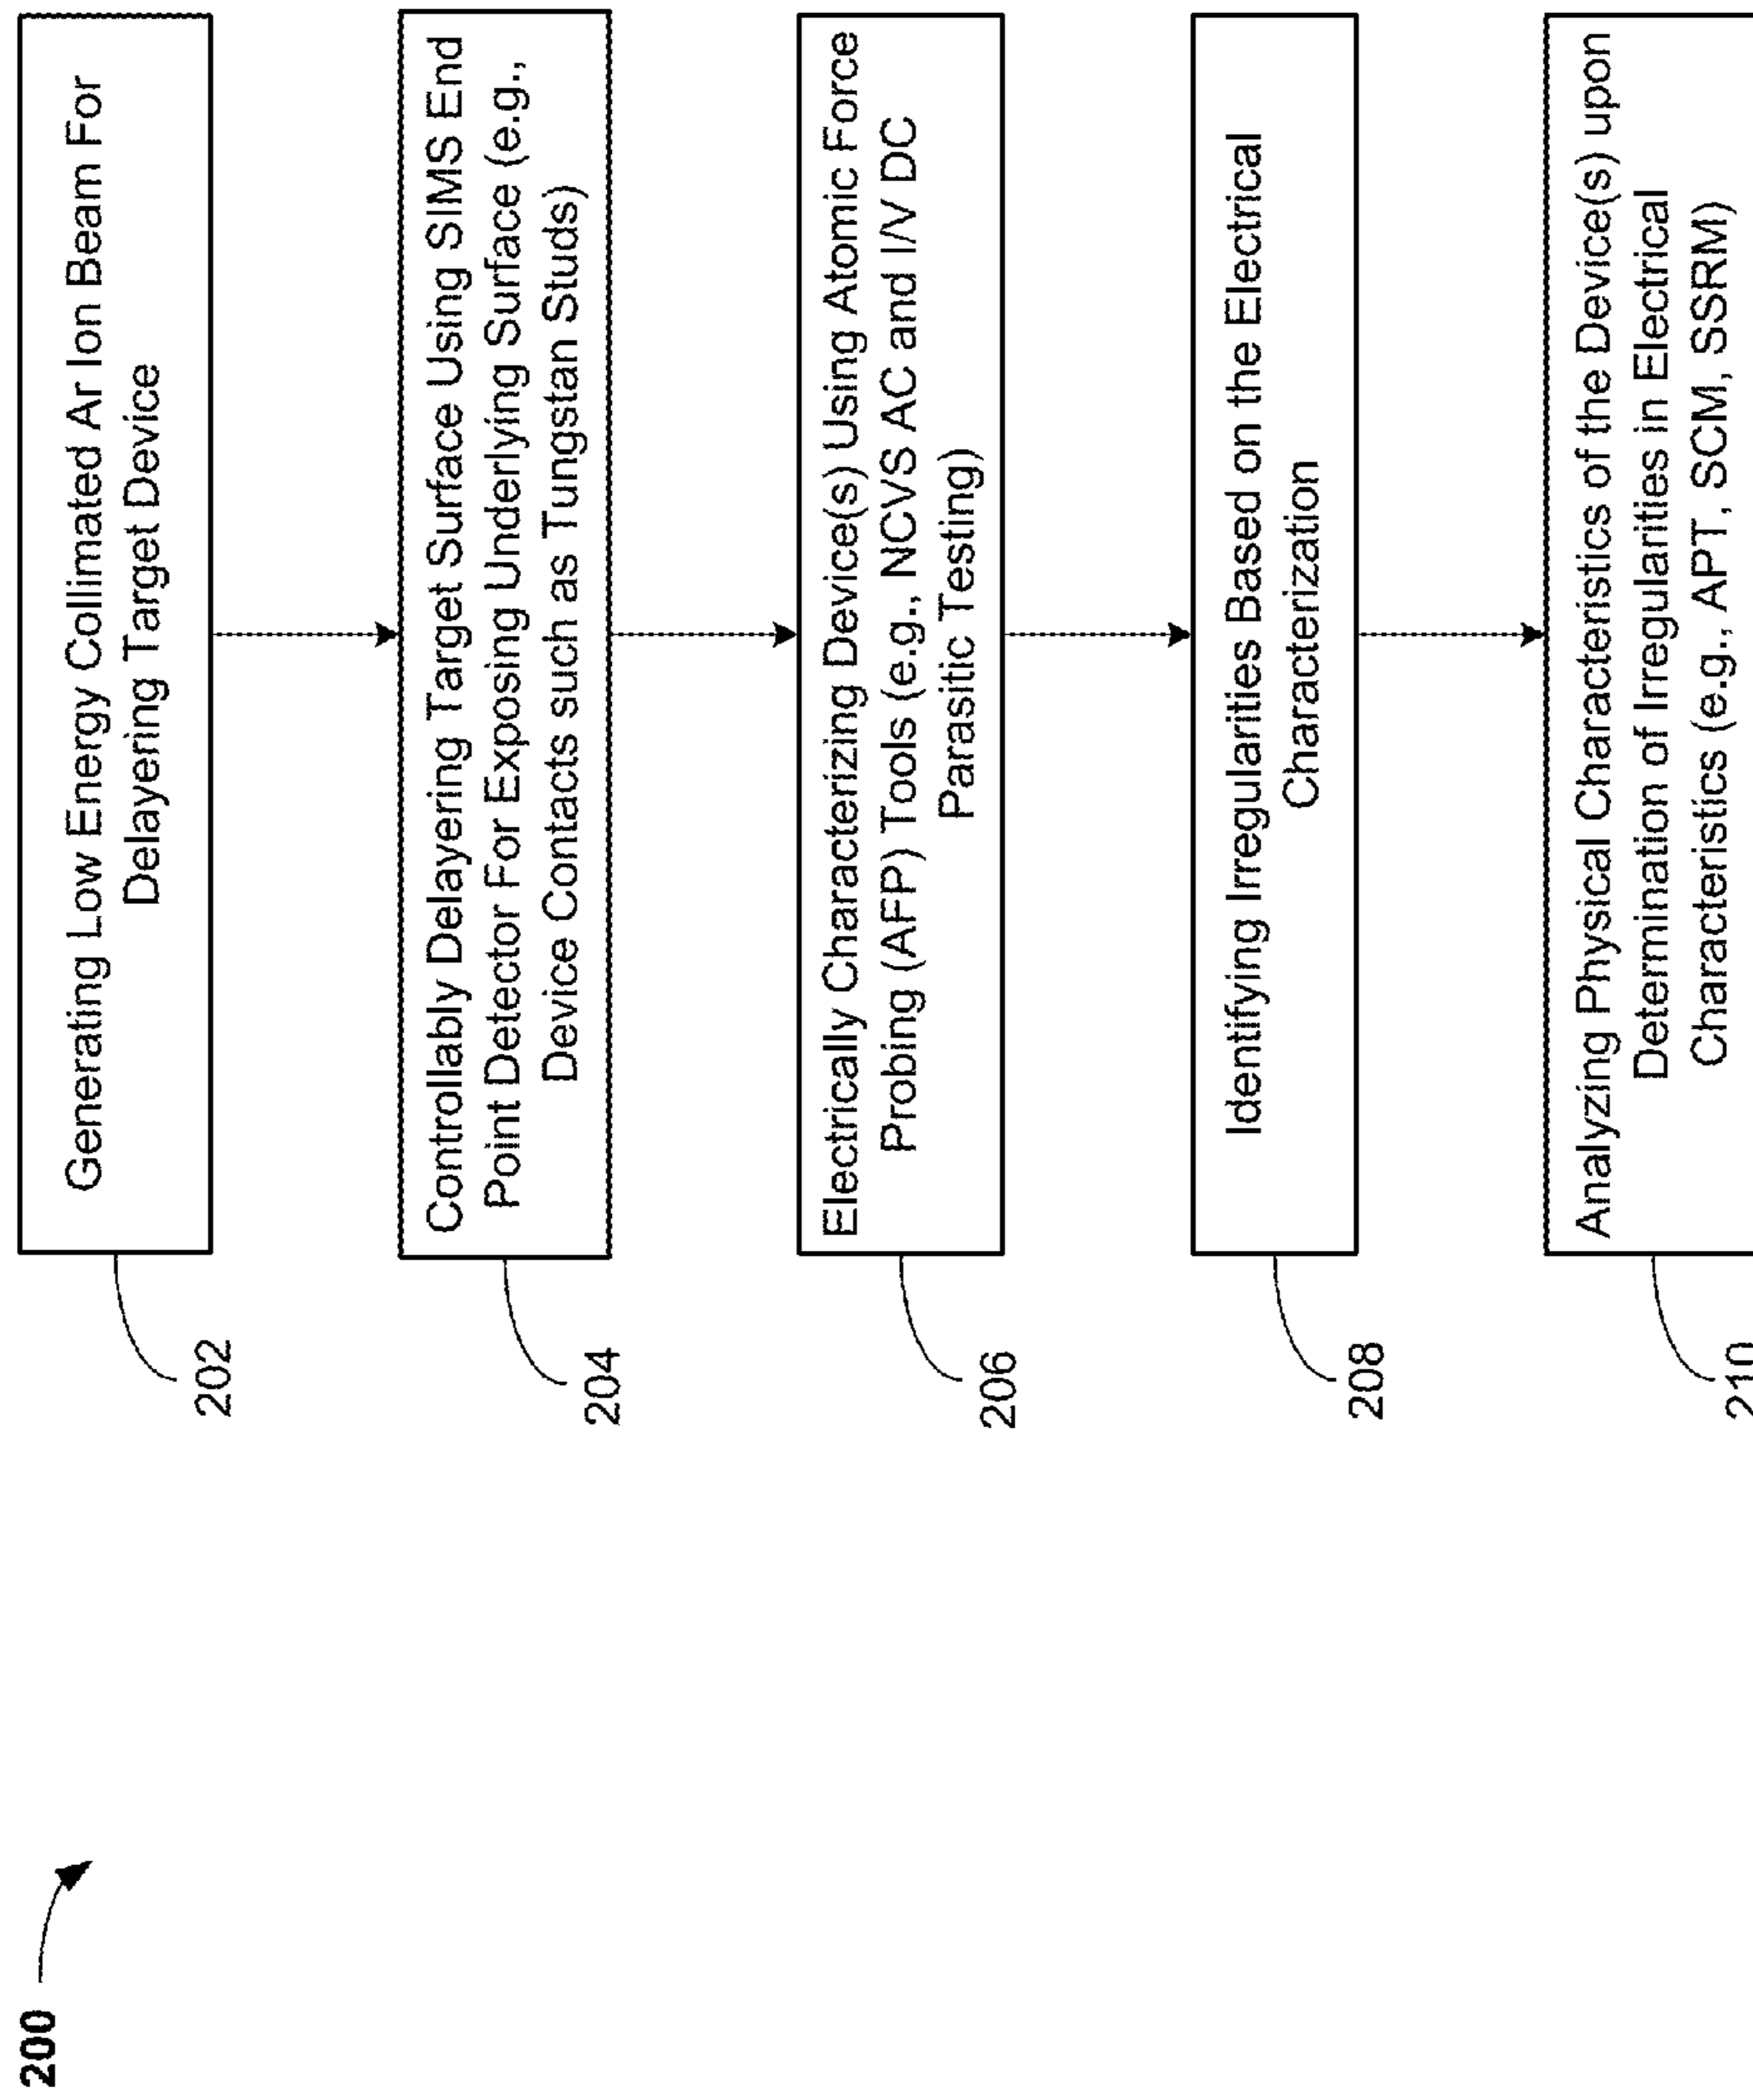 200
202
Generating Low Energy Collimated Ar Ion Beam For
Delayering Target Device
204
Controllably Delayering Target Surface Using SIMS End
Point Detector For Exposing Underlying Surface (e.g.,
Device Contacts such as Tungstan Studs)
206
Electrically Characterizing Device(s) Using Atomic Force
Probing (AFP) Tools (e.g., NCVS AC and I/V DC
Parasitic Testing)
208
Identifying Irregularities Based on the Electrical
Characterization
210
Analyzing Physical Characteristics of the Device(s) upon
Determination of Irregularities in Electrical
Characteristics (e.g., APT, SCM, SSRM)